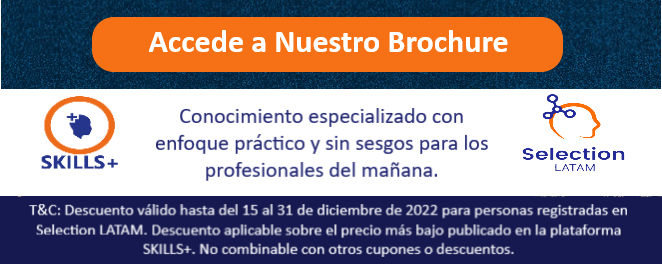 Accede a Nuestro Brochure
Conocimiento especializado con
enfoque práctico y sin sesgos para los
profesionales del mañana.
SKILLS+
Selection
LATAM
T&C: Descuento válido hasta del 15 al 31 de diciembre de 2022 para personas registradas en
Selection LATAM. Descuento aplicable sobre el precio más bajo publicado en la plataforma
SKILLS+. No combinable con otros cupones o descuentos.